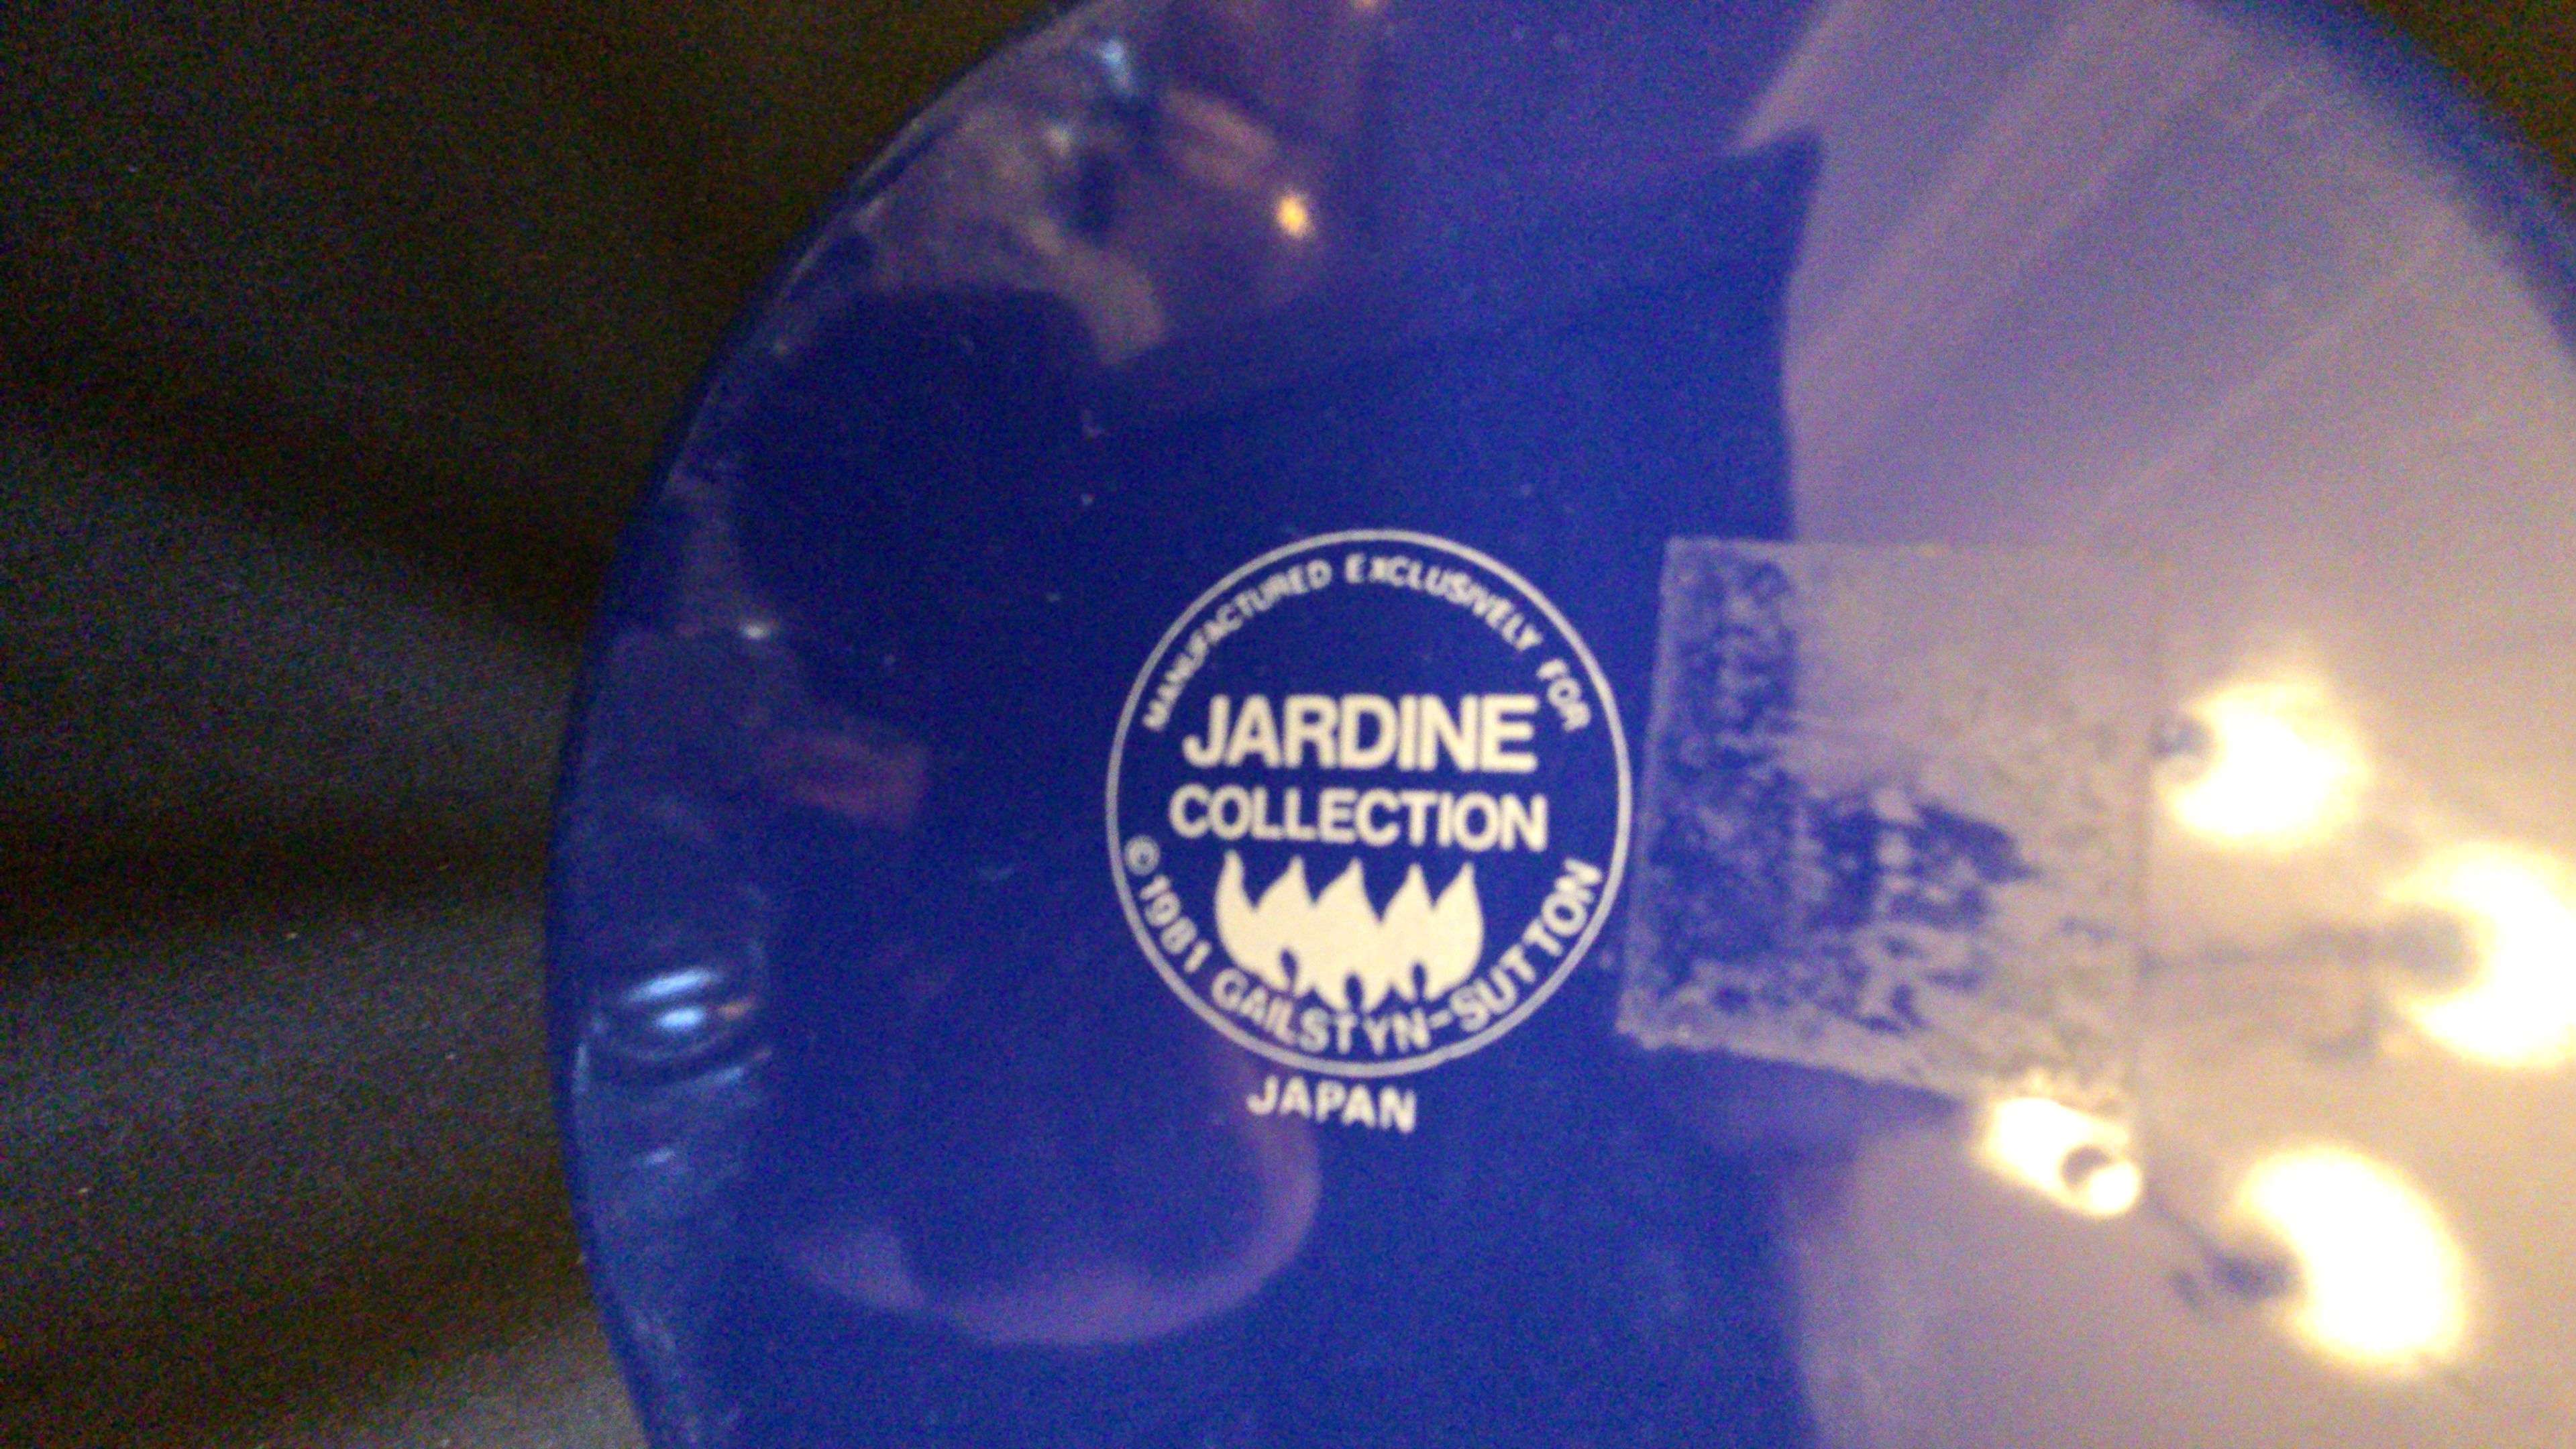 MANUFACTURED EXCLUSIVELY FOR
JARDINE
COLLECTION
© 1981 GAILSTYN-SUTTON
JAPAN